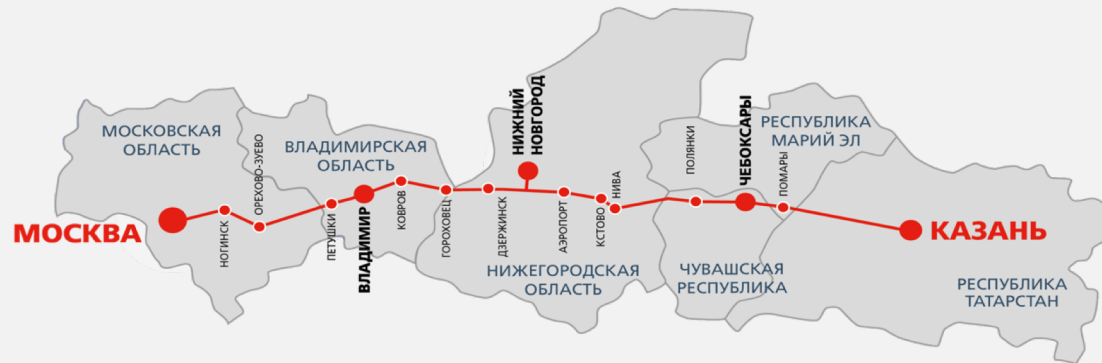 МОСКОВСКАЯ
ОБЛАСТЬ
ОРЕХОВО-ЗУЕВО
ВЛАДИМИРСКАЯ
ОБЛАСТЬ
НИЖНИЙ
НОВГОРОД
ПОЛЯНКИ
ЧЕБОКСАРЫ
РЕСПУБЛИКА
МАРИЙ ЭЛ
ПОМАРЫ
МОСКВА
НОГИНСК
ПЕТУШКИ
ВЛАДИМИР
КОВРОВ
ГОРОХОВЕЦ
ДЗЕРЖИНСК
АЭРОПОРТ
КСТОВО
НИВА
КАЗАНЬ
НИЖЕГОРОДСКАЯ
ОБЛАСТЬ
ЧУВАШСКАЯ
РЕСПУБЛИКА
РЕСПУБЛИКА
ТАТАРСТАН